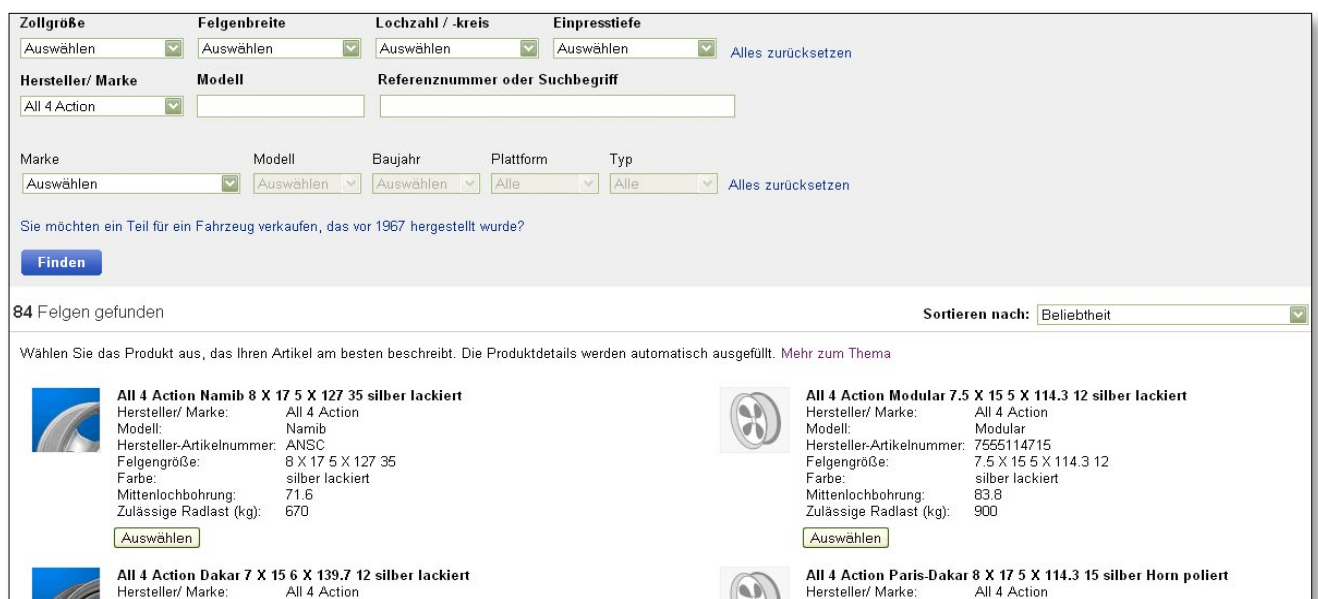 Zollgröße Felgenbreite Lochzahl / -kreis Einpresstiefe
Auswählen Auswählen Auswählen Auswählen Alles zurücksetzen
Hersteller/ Marke Modell Referenznummer oder Suchbegriff
All 4 Action
Marke Modell Baujahr Plattform Typ
Auswählen Auswählen Auswählen Alle Alle Alles zurücksetzen
Sie möchten ein Teil für ein Fahrzeug verkaufen, das vor 1967 hergestellt wurde?
Finden
84 Felgen gefunden Sortieren nach: Beliebtheit
Wählen Sie das Produkt aus, das Ihren Artikel am besten beschreibt. Die Produktdetails werden automatisch ausgefüllt. Mehr zum Thema
All 4 Action Namib 8 X 17 5 X 127 35 silber lackiert
Hersteller/ Marke: All 4 Action
Modell: Namib
Hersteller-Artikelnummer: ANSC
Felgengröße: 8 X 17 5 X 127 35
Farbe: silber lackiert
Mittenlochbohrung: 71.6
Zulässige Radlast (kg): 670
Auswählen
All 4 Action Modular 7.5 X 15 5 X 114.3 12 silber lackiert
Hersteller/ Marke: All 4 Action
Modell: Modular
Hersteller-Artikelnummer: 7555114715
Felgengröße: 7.5 X 15 5 X 114.3 12
Farbe: silber lackiert
Mittenlochbohrung: 83.8
Zulässige Radlast (kg): 900
Auswählen
All 4 Action Dakar 7 X 15 6 X 139.7 12 silber lackiert
Hersteller/ Marke: All 4 Action
All 4 Action Paris-Dakar 8 X 17 5 X 114.3 15 silber Horn poliert
Hersteller/ Marke: All 4 Action